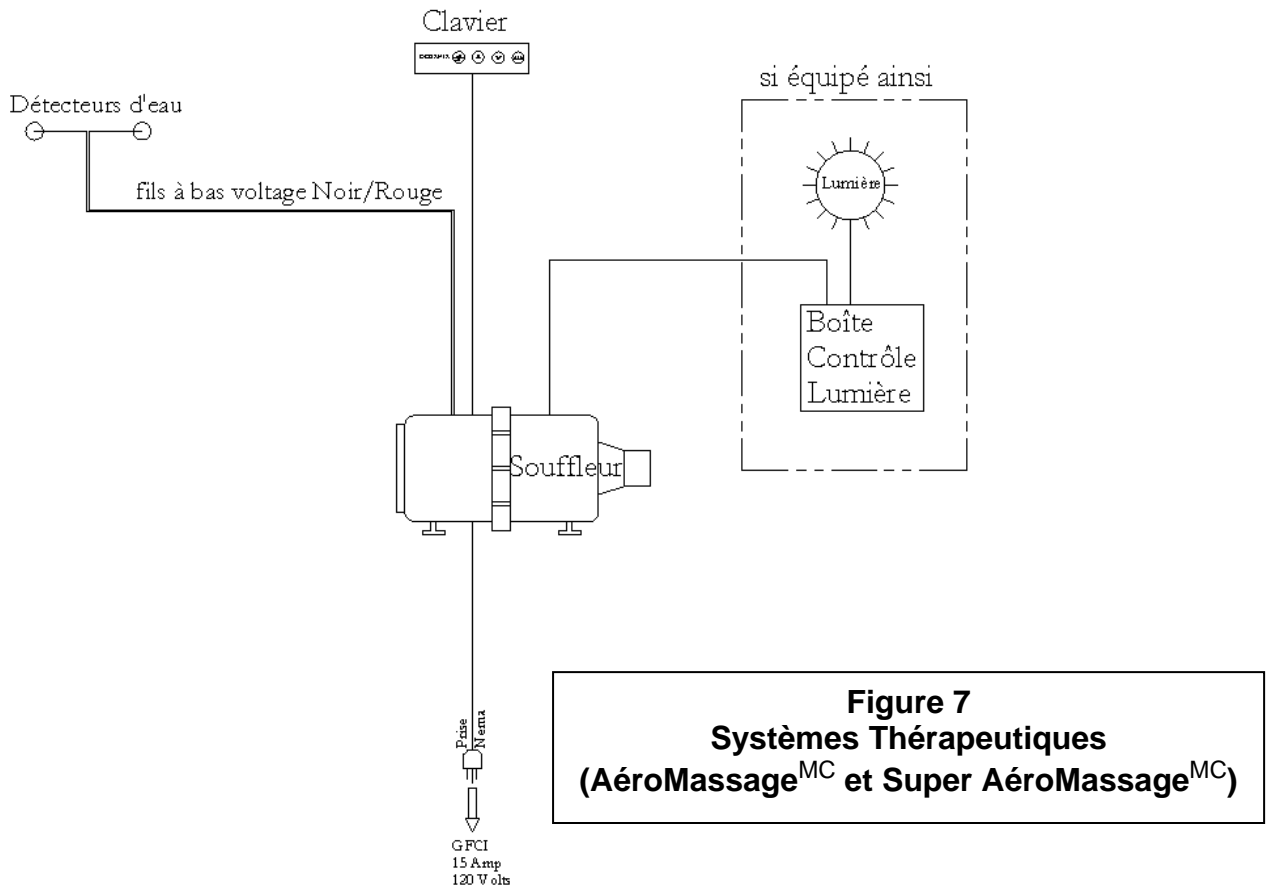 Clavier
Détecteurs d'eau
si équipé ainsi
fils à bas voltage Noir/Rouge
Lumière
Boîte
Contrôle
Lumière
Souffleur
Prise
Nema
GFCI
15 Amp
120 Volts
Figure 7
Systèmes Thérapeutiques
(AéroMassageMC et Super AéroMassageMC)